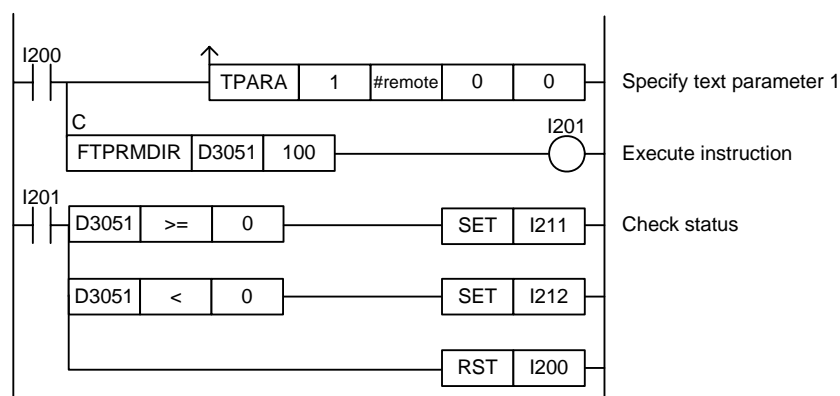 I200
TPARA 1 #remote 0 0 Specify text parameter 1
C I201
FTPRMDIR D3051 100 Execute instruction
I201
D3051 >= 0 SET I211 Check status
D3051 < 0 SET I212
RST I200